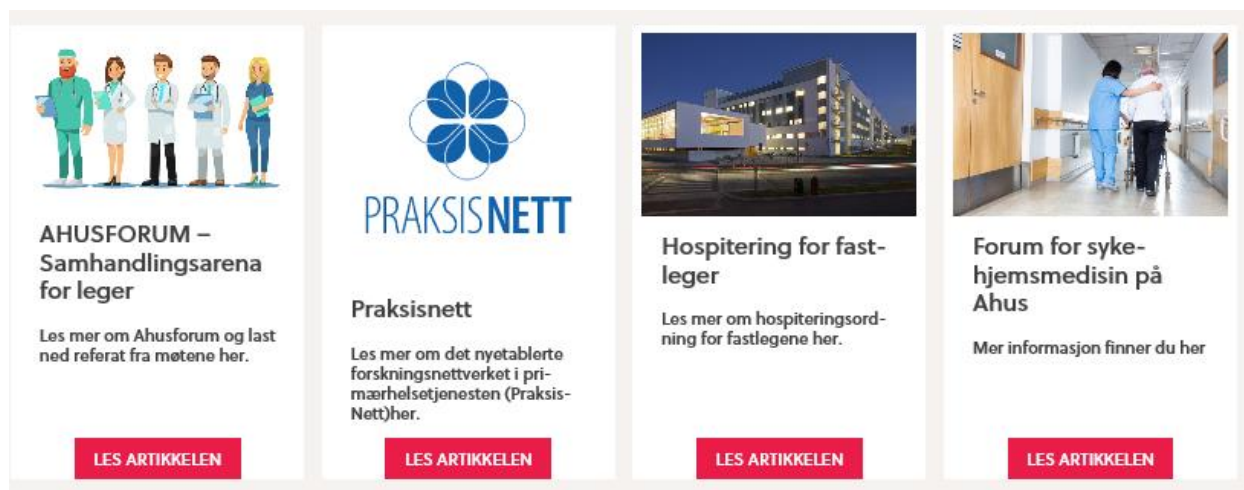 AHUSFORUM –
Samhandlingsarena
for leger
Les mer om Ahusforum og last
ned referat fra møtene her.
LES ARTIKKELEN
PRAKSISNETT
Praksisnett
Les mer om det nyetablerte
forskningsnettverket i pri-
mærhelsetjenesten (Praksis-
Nett)her.
LES ARTIKKELEN
Hospitering for fast-
leger
Les mer om hospiteringsord-
ning for fastlegene her.
LES ARTIKKELEN
Forum for syke-
hjemsmedisin på
Ahus
Mer informasjon finner du her
LES ARTIKKELEN